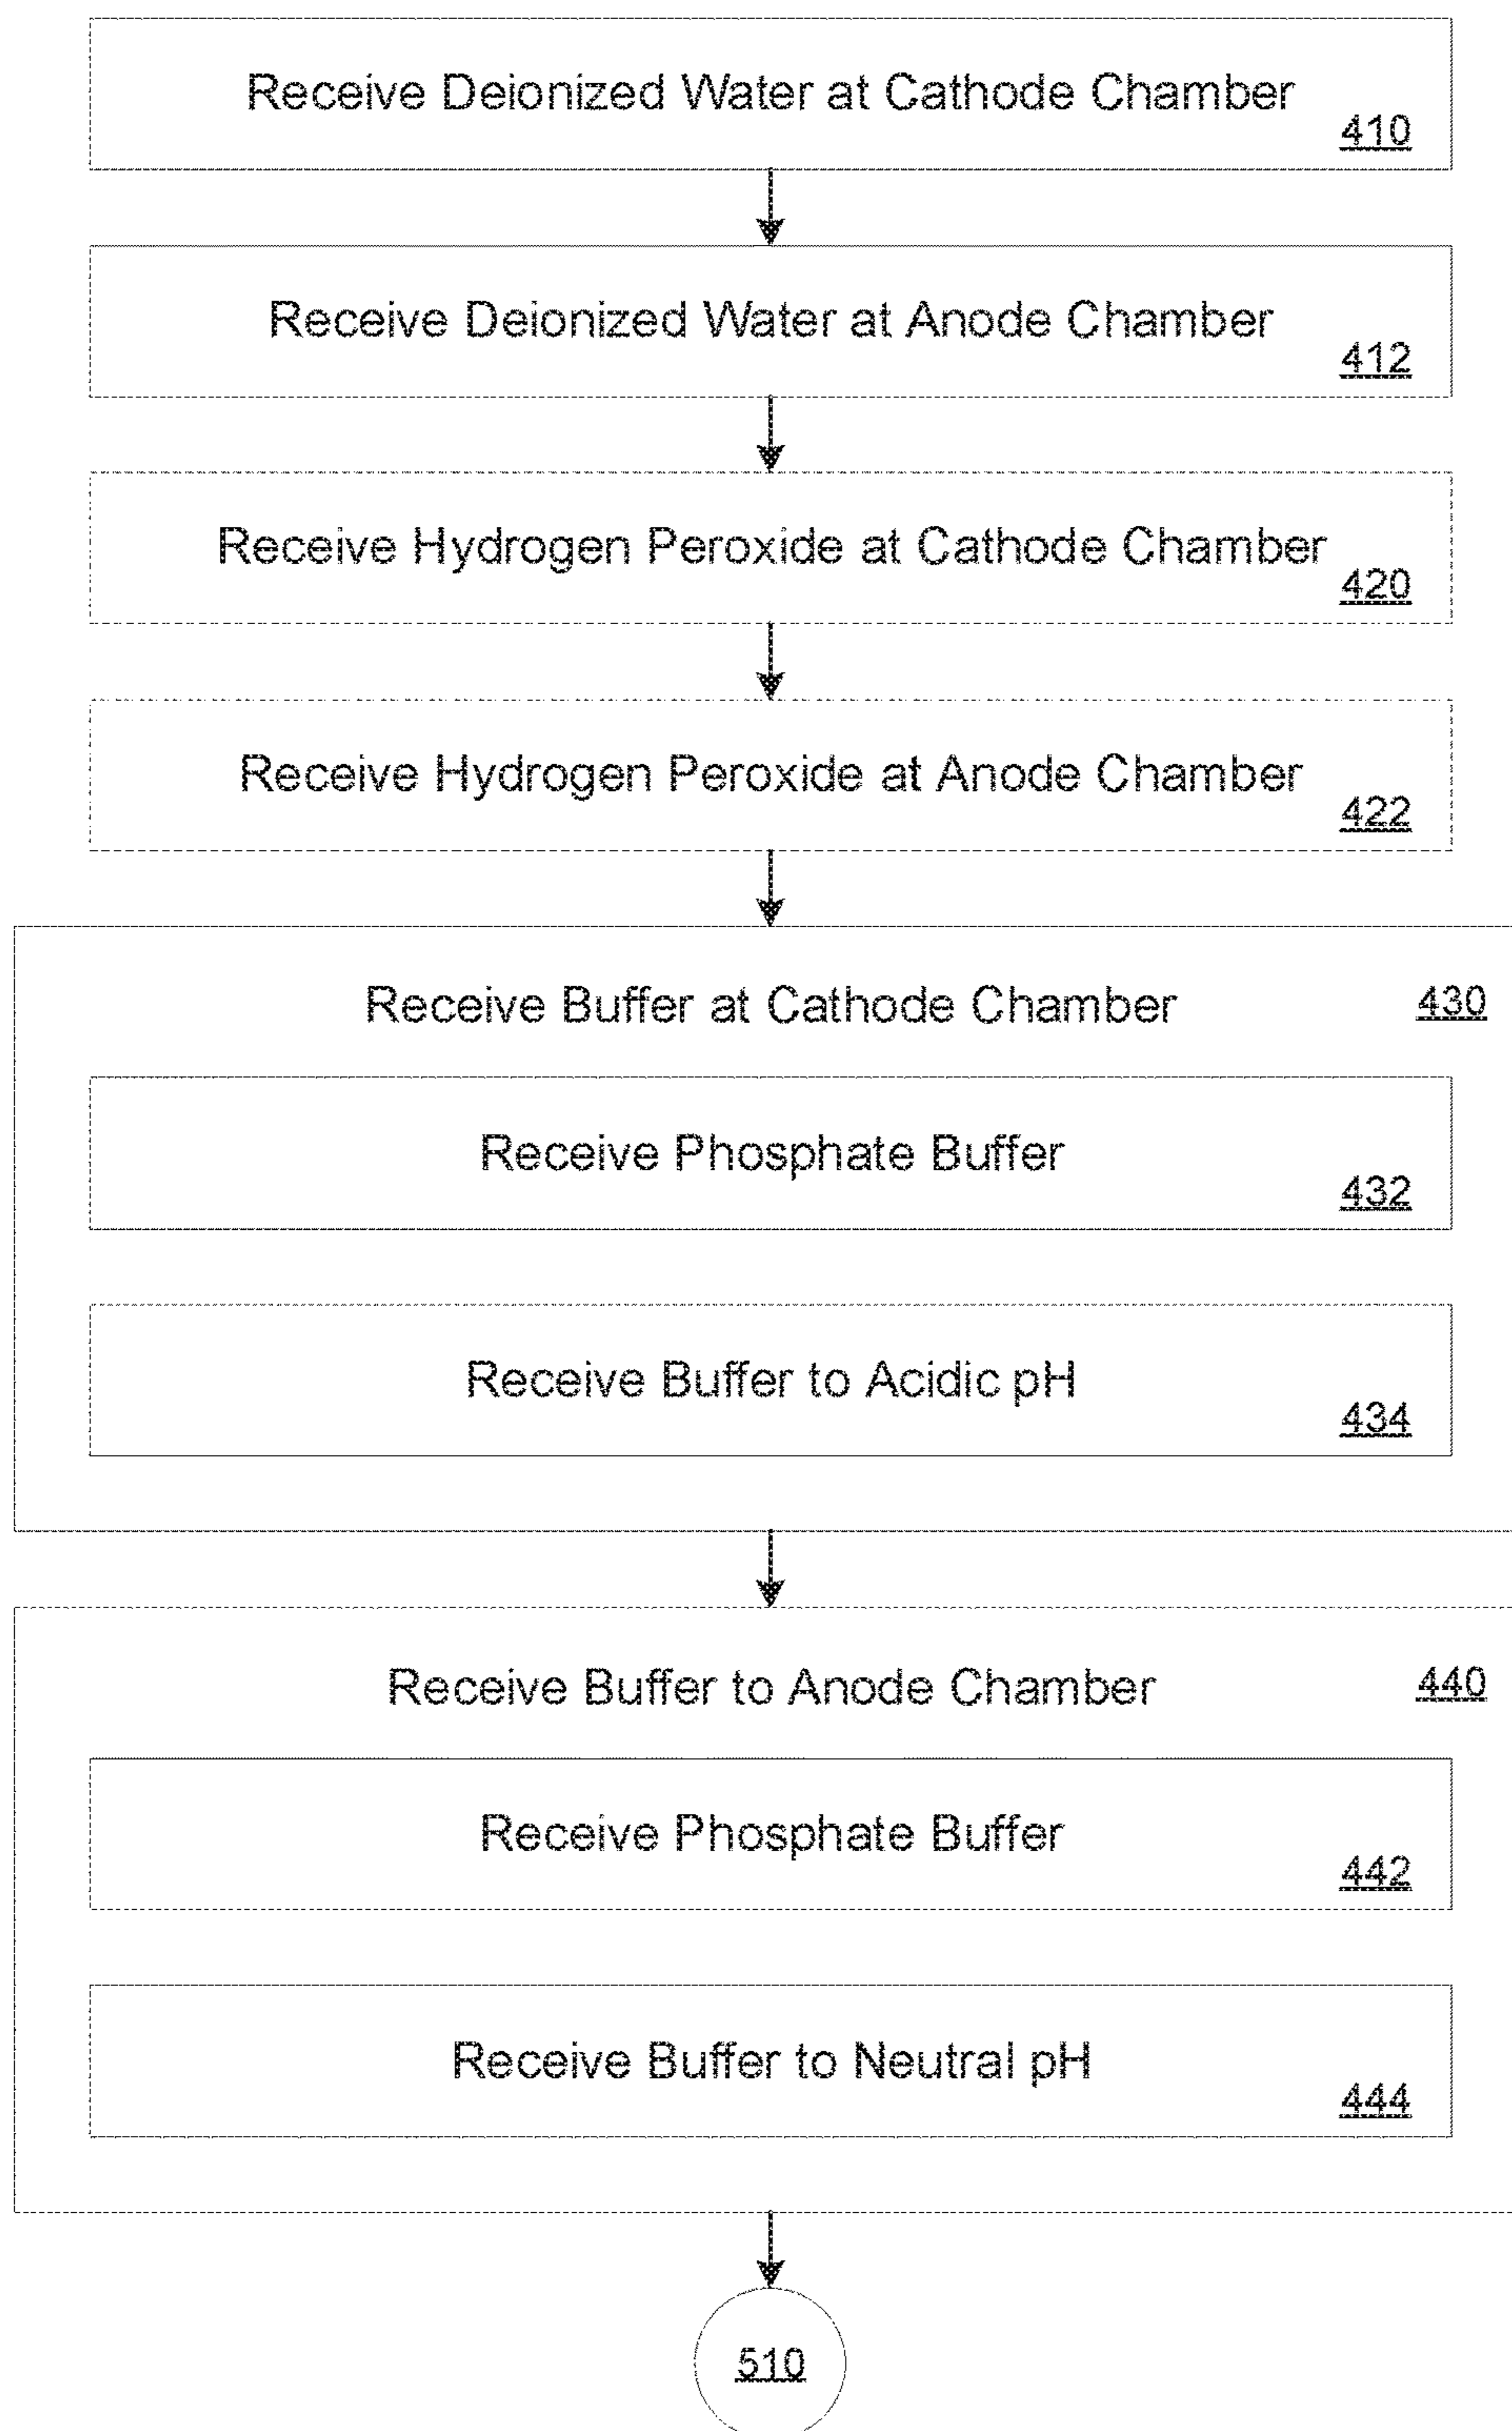 Receive Deionized Water at Cathode Chamber
410
Receive Deionized Water at Anode Chamber
412
Receive Hydrogen Peroxide at Cathode Chamber
420
Receive Hydrogen Peroxide at Anode Chamber
422
Receive Buffer at Cathode Chamber
430
Receive Phosphate Buffer
432
Receive Buffer to Acidic pH
434
Receive Buffer to Anode Chamber
440
Receive Phosphate Buffer
442
Receive Buffer to Neutral pH
444
510